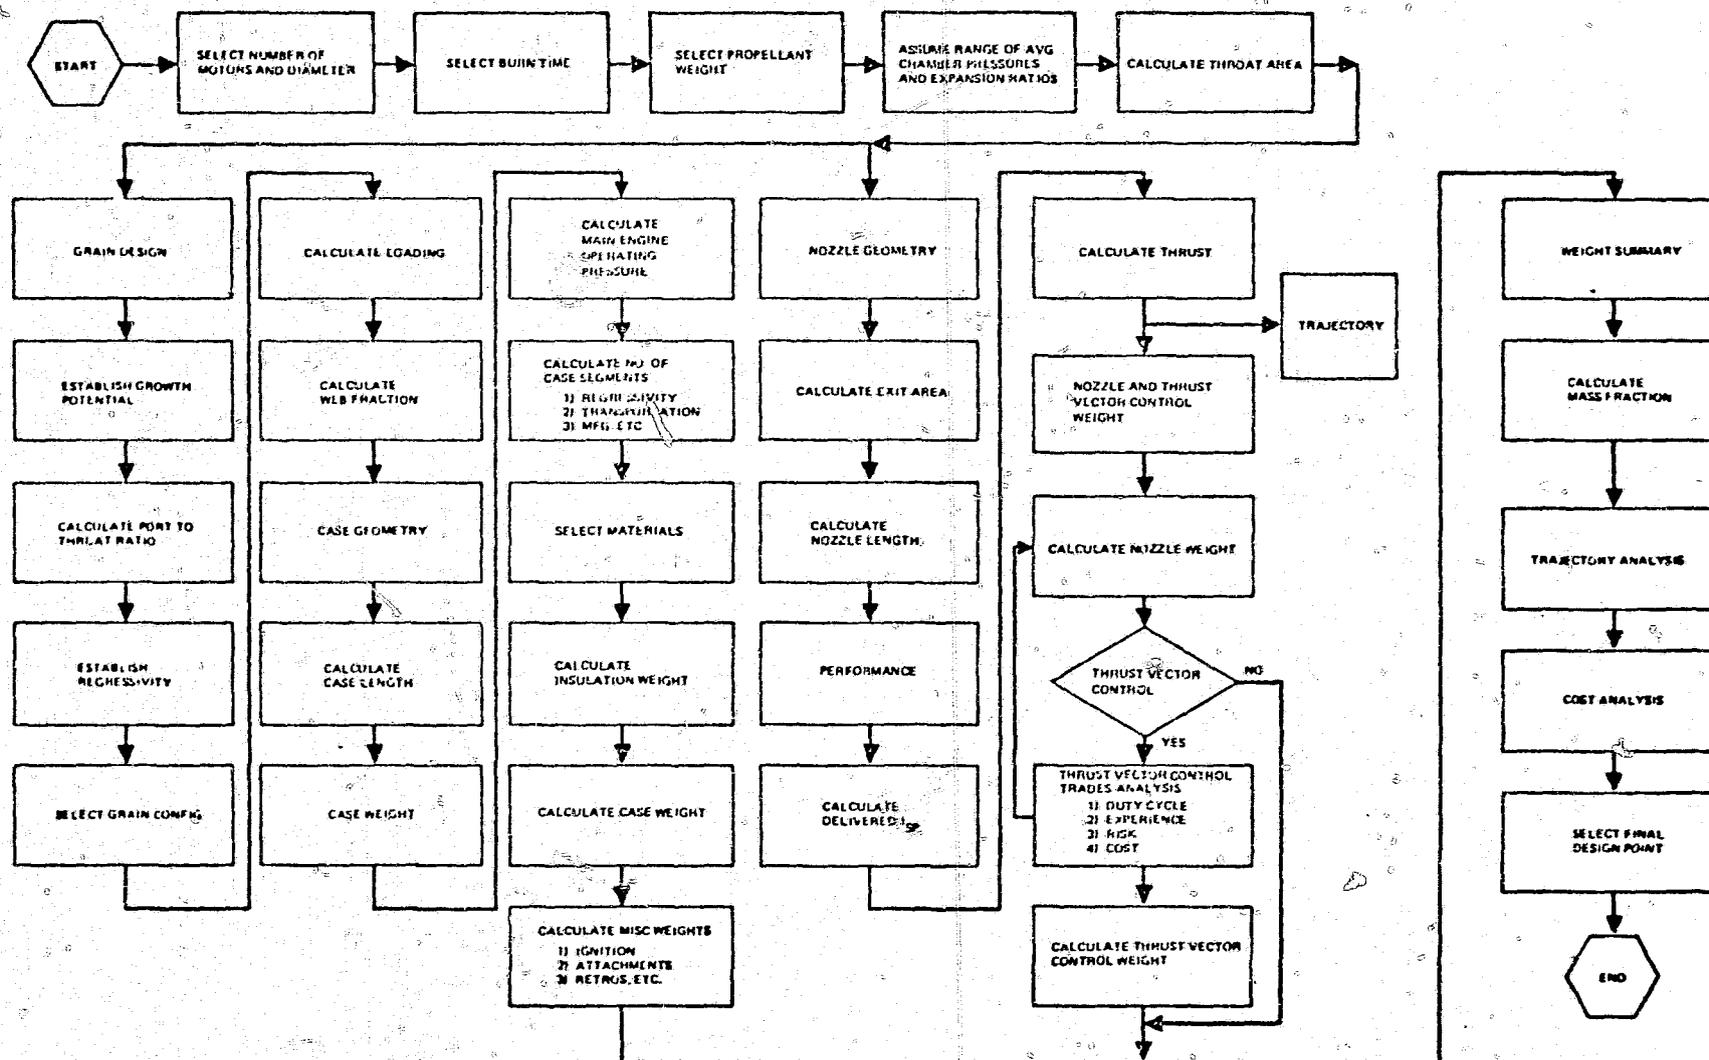 START
SELECT NUMBER OF
MOTORS AND DIAMETER
SELECT BURN TIME
SELECT PROPELLANT
WEIGHT
ASSUME RANGE OF AVG
CHAMBER PRESSURES
AND EXPANSION RATIOS
CALCULATE THROAT AREA
GRAIN DESIGN
ESTABLISH GROWTH
POTENTIAL
CALCULATE PORT TO
THROAT RATIO
ESTABLISH
REGRESSIVITY
SELECT GRAIN CONFIG
CALCULATE LOADING
CALCULATE
WEB FRACTION
CASE GEOMETRY
CALCULATE
CASE LENGTH
CASE WEIGHT
CALCULATE
MAIN ENGINE
OPERATING
PRESSURE
CALCULATE NO. OF
CASE SEGMENTS
1) REGRESSIVITY
2) TRANSPORTATION
3) MFG. ETC
SELECT MATERIALS
CALCULATE
INSULATION WEIGHT
CALCULATE CASE WEIGHT
CALCULATE MISC WEIGHTS
1) IGNITION
2) ATTACHMENTS
3) RETROS, ETC.
NOZZLE GEOMETRY
CALCULATE EXIT AREA
CALCULATE
NOZZLE LENGTH
PERFORMANCE
CALCULATE
DELIVERED I SP
CALCULATE THRUST
TRAJECTORY
NOZZLE AND THRUST
VECTOR CONTROL
WEIGHT
CALCULATE NOZZLE WEIGHT
THRUST VECTOR
CONTROL
NO
YES
THRUST VECTOR CONTROL
TRADES ANALYSIS
1) DUTY CYCLE
2) EXPERIENCE
3) RISK
4) COST
CALCULATE THRUST VECTOR
CONTROL WEIGHT
WEIGHT SUMMARY
CALCULATE
MASS FRACTION
TRAJECTORY ANALYSIS
COST ANALYSIS
SELECT FINAL
DESIGN POINT
END